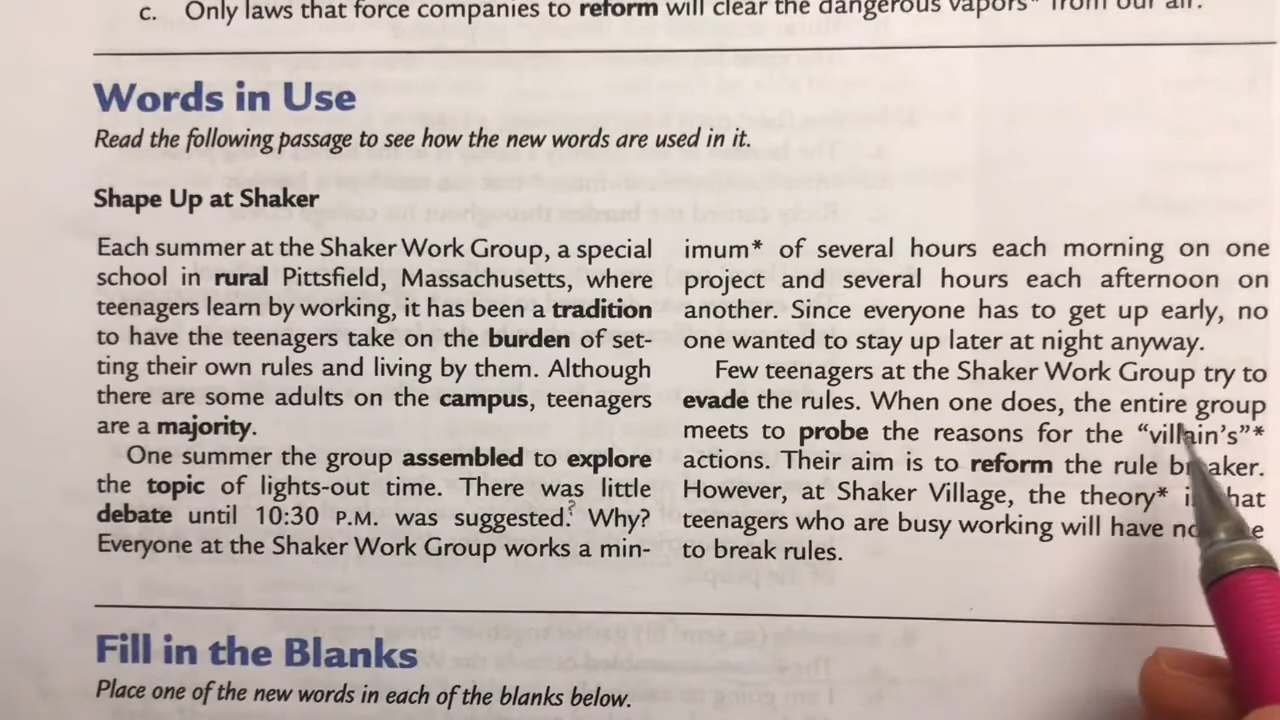 c. Only laws that force companies to reform will clear the dangerous vapors* from our air.
Words in Use
Read the following passage to see how the new words are used in it.
Shape Up at Shaker
Each summer at the Shaker Work Group, a special
school in rural Pittsfield, Massachusetts, where
teenagers learn by working, it has been a tradition
to have the teenagers take on the burden of set-
ting their own rules and living by them. Although
there are some adults on the campus, teenagers
are a majority.
One summer the group assembled to explore
the topic of lights-out time. There was little
debate until 10:30 P.M. was suggested. Why?
Everyone at the Shaker Work Group works a min-
imum* of several hours each morning on one
project and several hours each afternoon on
another. Since everyone has to get up early, no
one wanted to stay up later at night anyway.
Few teenagers at the Shaker Work Group try to
evade the rules. When one does, the entire group
meets to probe the reasons for the “villain’s”*
actions. Their aim is to reform the rule breaker.
However, at Shaker Village, the theory* is that
teenagers who are busy working will have no
to break rules.
Fill in the Blanks
Place one of the new words in each of the blanks below.